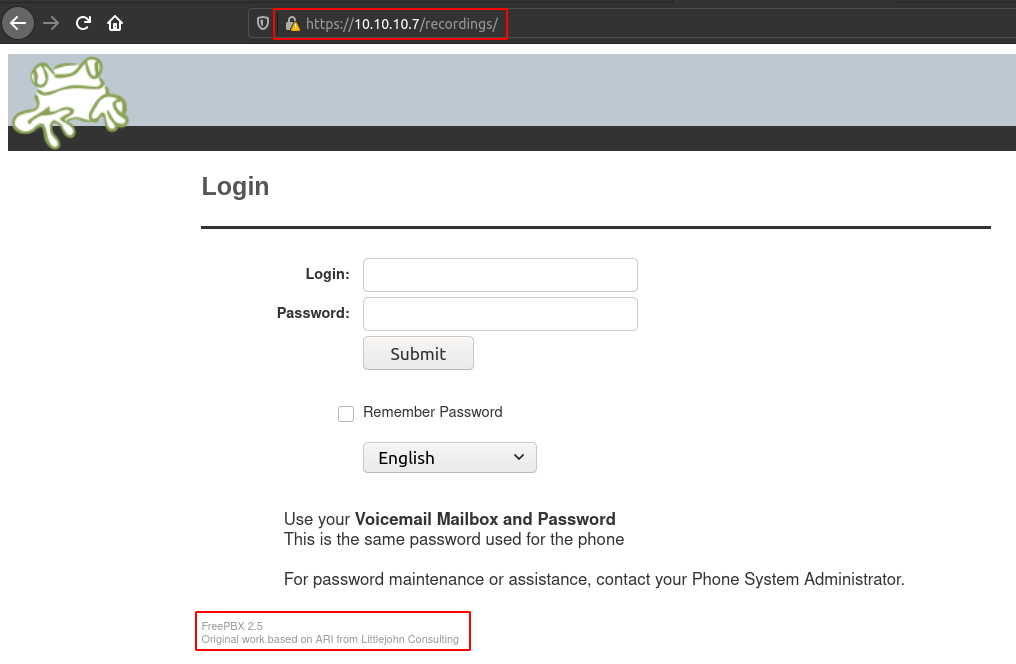 https://10.10.10.7/recordings/
Login
Login:
Password:
Submit
Remember Password
English
Use your Voicemail Mailbox and Password
This is the same password used for the phone
For password maintenance or assistance, contact your Phone System Administrator.
FreePBX 2.5
Original work based on ARI from Littlejohn Consulting